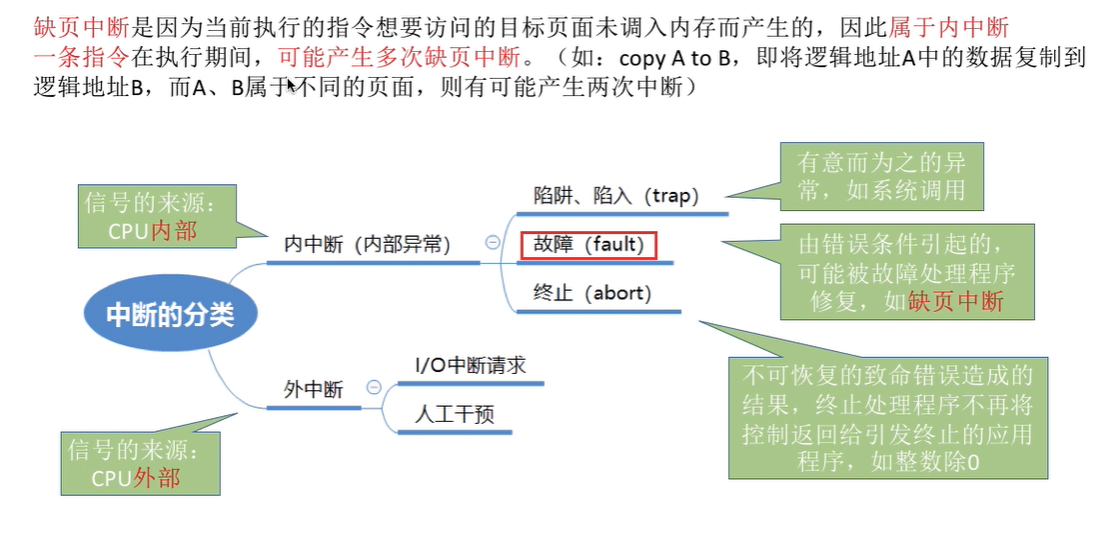 缺页中断是因为当前执行的指令想要访问的目标页面未调入内存而产生的，因此属于内中断
一条指令在执行期间，可能产生多次缺页中断。（如：copy A to B，即将逻辑地址A中的数据复制到
逻辑地址B，而A、B属于不同的页面，则有可能产生两次中断）
有意而为之的异
常，如系统调用
信号的来源：
CPU内部
陷阱、陷入（trap）
内中断（内部异常）
故障（fault）
由错误条件引起的，
可能被故障处理程序
修复，如缺页中断
终止（abort）
中断的分类
I/O中断请求
外中断
人工干预
不可恢复的致命错误造成的
结果，终止处理程序不再将
控制返回给引发终止的应用
程序，如整数除0
信号的来源：
CPU外部